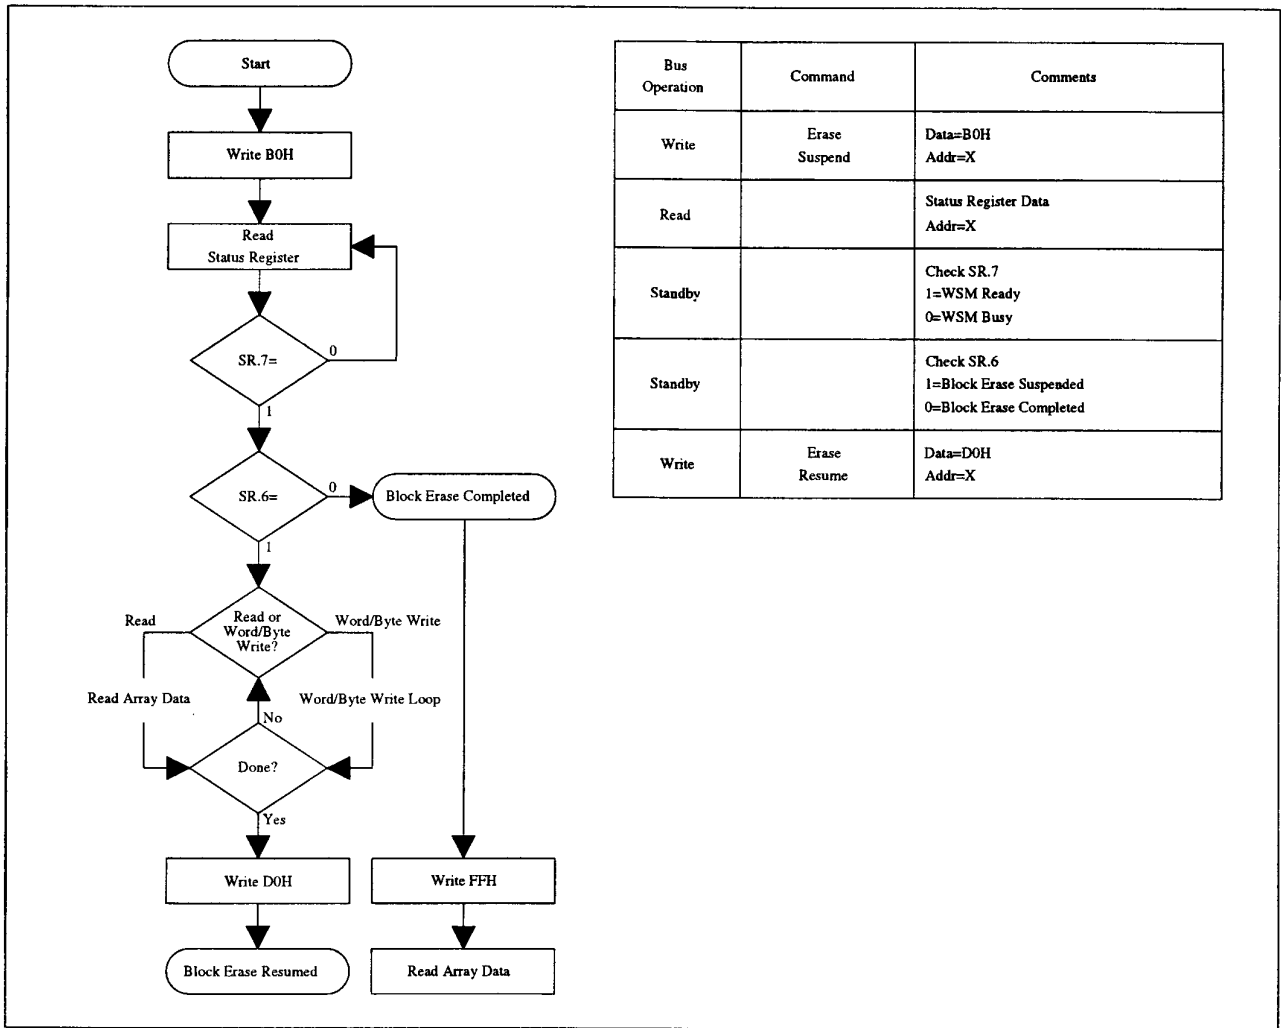 Start
Write B0H
Read
Status Register
SR.7=
0
1
SR.6=
0
Block Erase Completed
1
Read
Read or
Word/Byte
Write?
Word/Byte Write
Read Array Data
Word/Byte Write Loop
No
Done?
Yes
Write D0H
Write FFH
Block Erase Resumed
Read Array Data
Bus
Operation
Command
Comments
Write
Erase
Suspend
Data=B0H
Addr=X
Read
Status Register Data
Addr=X
Standby
Check SR.7
1=WSM Ready
0=WSM Busy
Standby
Check SR.6
1=Block Erase Suspended
0=Block Erase Completed
Write
Erase
Resume
Data=D0H
Addr=X